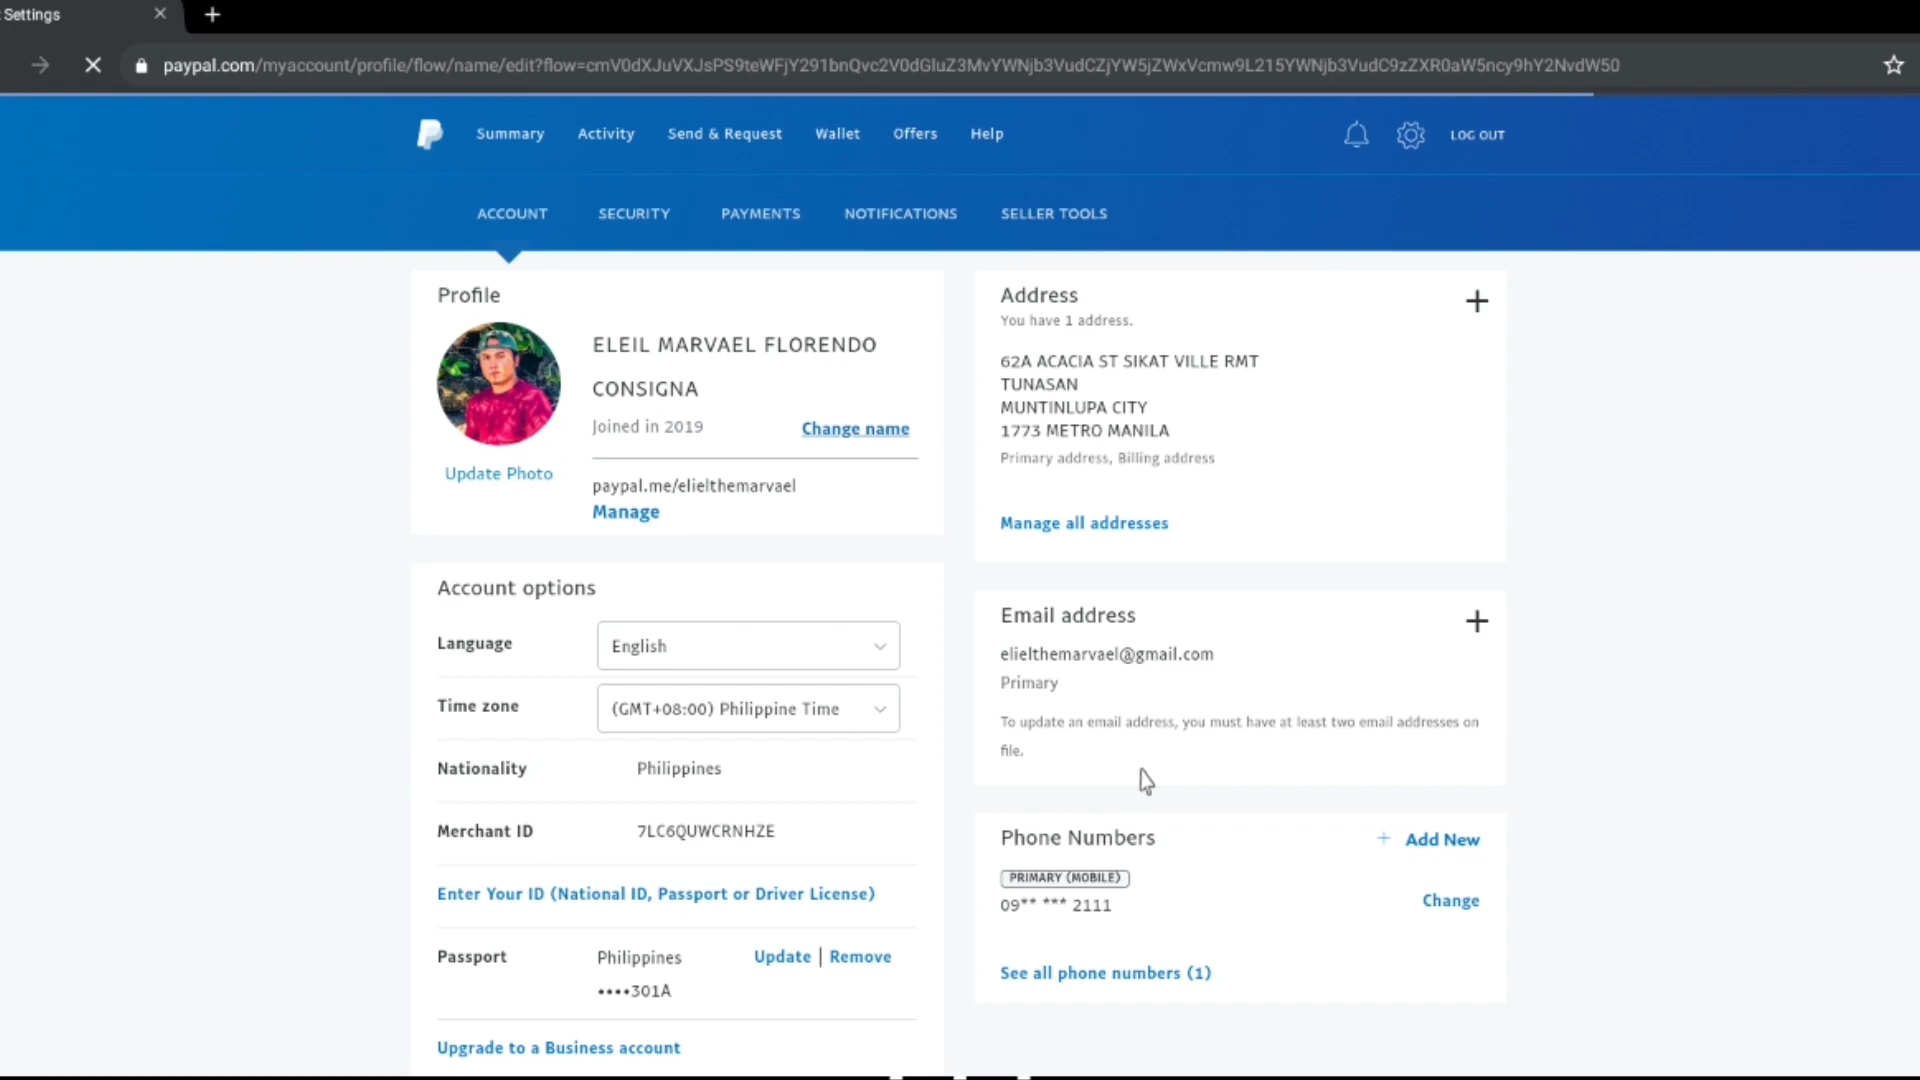 Settings
paypal.com/myaccount/profile/flow/name/edit?flow=cmV0dXJuVXJsPS9teWFjY291bnQvc2V0dGluZ3MvYWNjb3VudCZjYW5jZWxVcmw9L215YWNjb3VudC9zZXR0aW5ncy9hY2NvdW50
Summary Activity Send & Request Wallet Offers Help LOG OUT
ACCOUNT SECURITY PAYMENTS NOTIFICATIONS SELLER TOOLS
Profile
ELEIL MARVAEL FLORENDO
CONSIGNA
Joined in 2019 Change name
Update Photo
paypal.me/elielthemarvael
Manage
Account options
Language English
Time zone (GMT+08:00) Philippine Time
Nationality Philippines
Merchant ID 7LC6QUWCRNHZE
Enter Your ID (National ID, Passport or Driver License)
Passport Philippines Update | Remove
••••301A
Upgrade to a Business account
Address
You have 1 address.
62A ACACIA ST SIKAT VILLE RMT
TUNASAN
MUNTINLUPA CITY
1773 METRO MANILA
Primary address, Billing address
Manage all addresses
Email address
elielthemarvael@gmail.com
Primary
To update an email address, you must have at least two email addresses on
file.
Phone Numbers + Add New
PRIMARY (MOBILE)
09** *** 2111 Change
See all phone numbers (1)